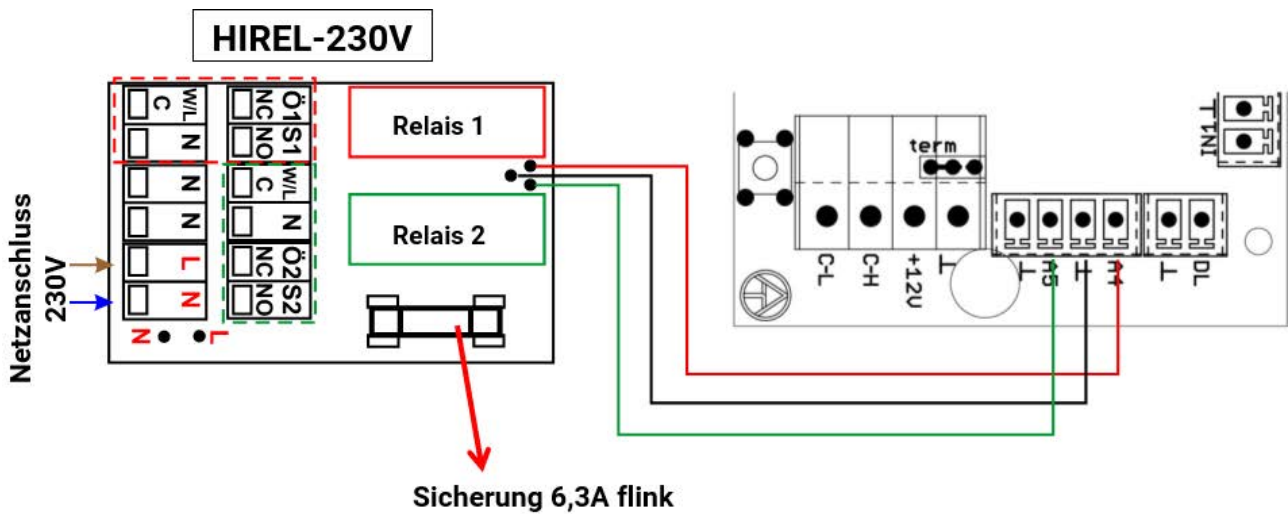 HIREL-230V
W/L
C
Ö1
NC
N
S1
NO
Relais 1
N
W/L
C
N
N
Relais 2
L
Ö2
NC
N
S2
NO
N
L
Netzanschluss
230V
Sicherung 6,3A flink
term
C-L
C-H
+12V
⊥
⊥
A5
⊥
A4
⊥
DL
⊥
IN1